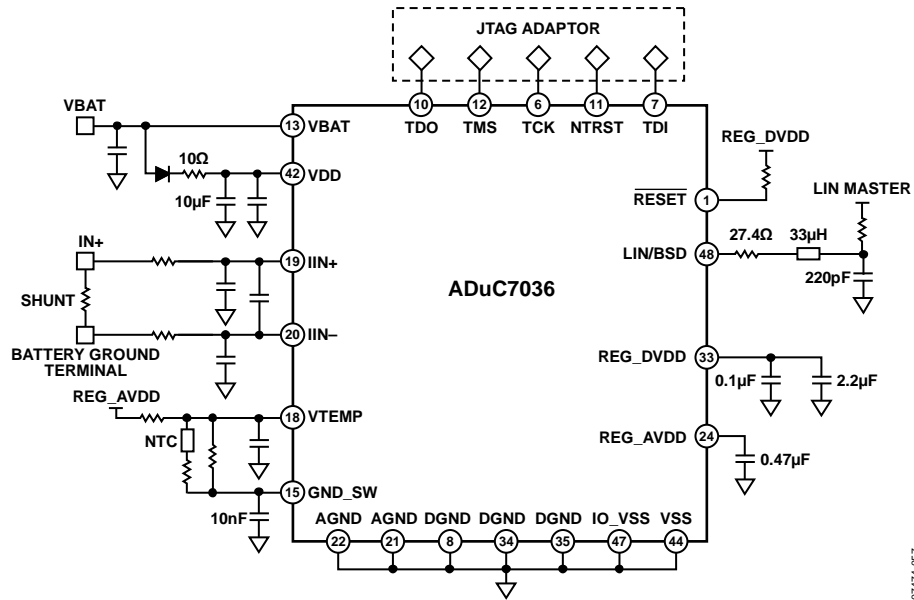 JTAG ADAPTOR
10 12 6 11 7
TDO TMS TCK NTRST TDI
VBAT
13 VBAT
10Ω
42 VDD
10µF
IN+
19 IIN+
SHUNT
20 IIN–
BATTERY GROUND
TERMINAL
REG_AVDD
18 VTEMP
NTC
15 GND_SW
10nF
ADuC7036
REG_DVDD
RESET 1
LIN MASTER
LIN/BSD 48
27.4Ω 33µH
220pF
REG_DVDD 33
0.1µF 2.2µF
REG_AVDD 24
0.47µF
AGND AGND DGND DGND DGND IO_VSS VSS
22 21 8 34 35 47 44
07474-057